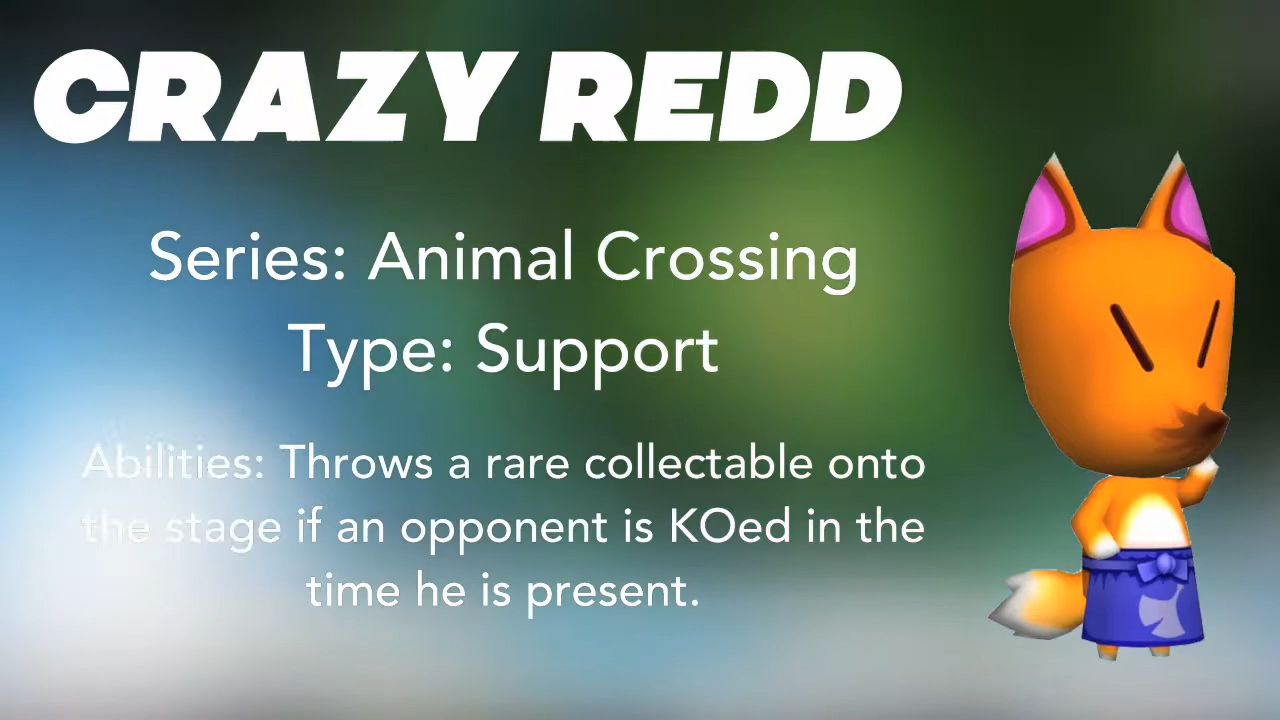 CRAZY REDD
Series: Animal Crossing
Type: Support
Abilities: Throws a rare collectable onto
the stage if an opponent is KOed in the
time he is present.